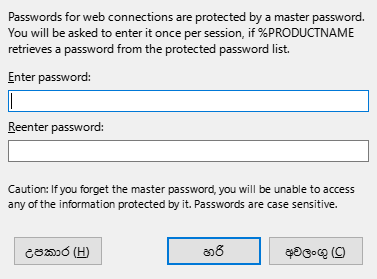 Passwords for web connections are protected by a master password.
You will be asked to enter it once per session, if %PRODUCTNAME
retrieves a password from the protected password list.
Enter password:
Reenter password:
Caution: If you forget the master password, you will be unable to access
any of the information protected by it. Passwords are case sensitive.
උපකාර (H) හරි අවලංගු (C)